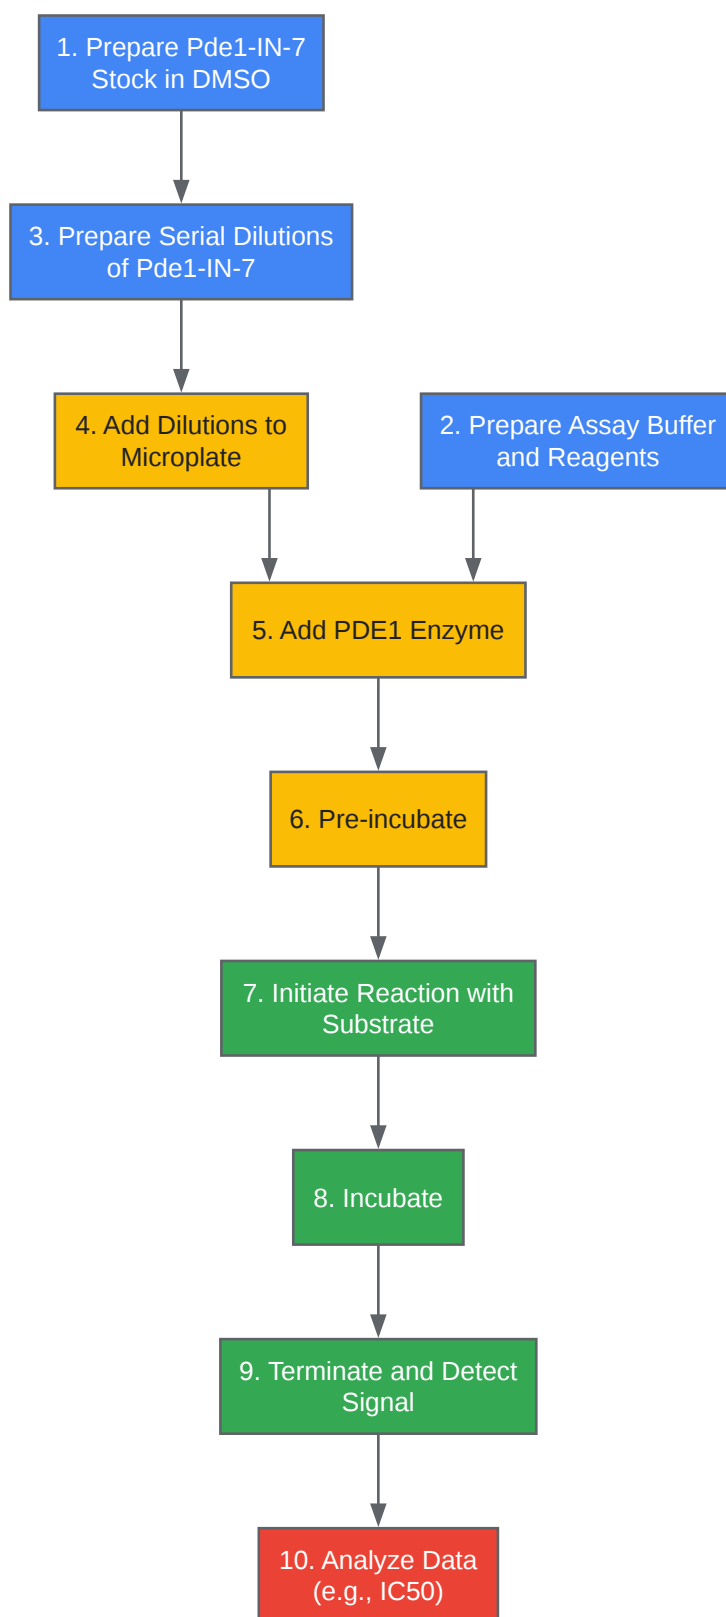 1. Prepare Pde1-IN-7
Stock in DMSO
3. Prepare Serial Dilutions
of Pde1-IN-7
4. Add Dilutions to
Microplate
2. Prepare Assay Buffer
and Reagents
5. Add PDE1 Enzyme
6. Pre-incubate
7. Initiate Reaction with
Substrate
8. Incubate
9. Terminate and Detect
Signal
10. Analyze Data
(e.g., IC50)